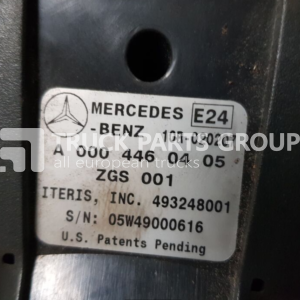 MERCEDES E24
BENZ
TRUCK PARTS GROUP
A 000 446 04 05
all european trucks
ZGS 001
ITERIS, INC. 493248001
S/N: 05W49000616
U.S. Patents Pending